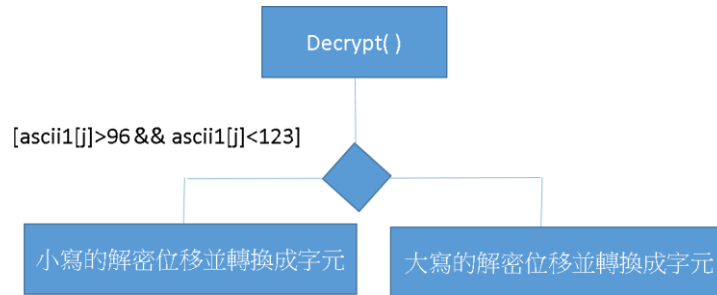 Decrypt( )
[ascii1[j]>96 && ascii1[j]<123]
小寫的解密位移並轉換成字元
大寫的解密位移並轉換成字元